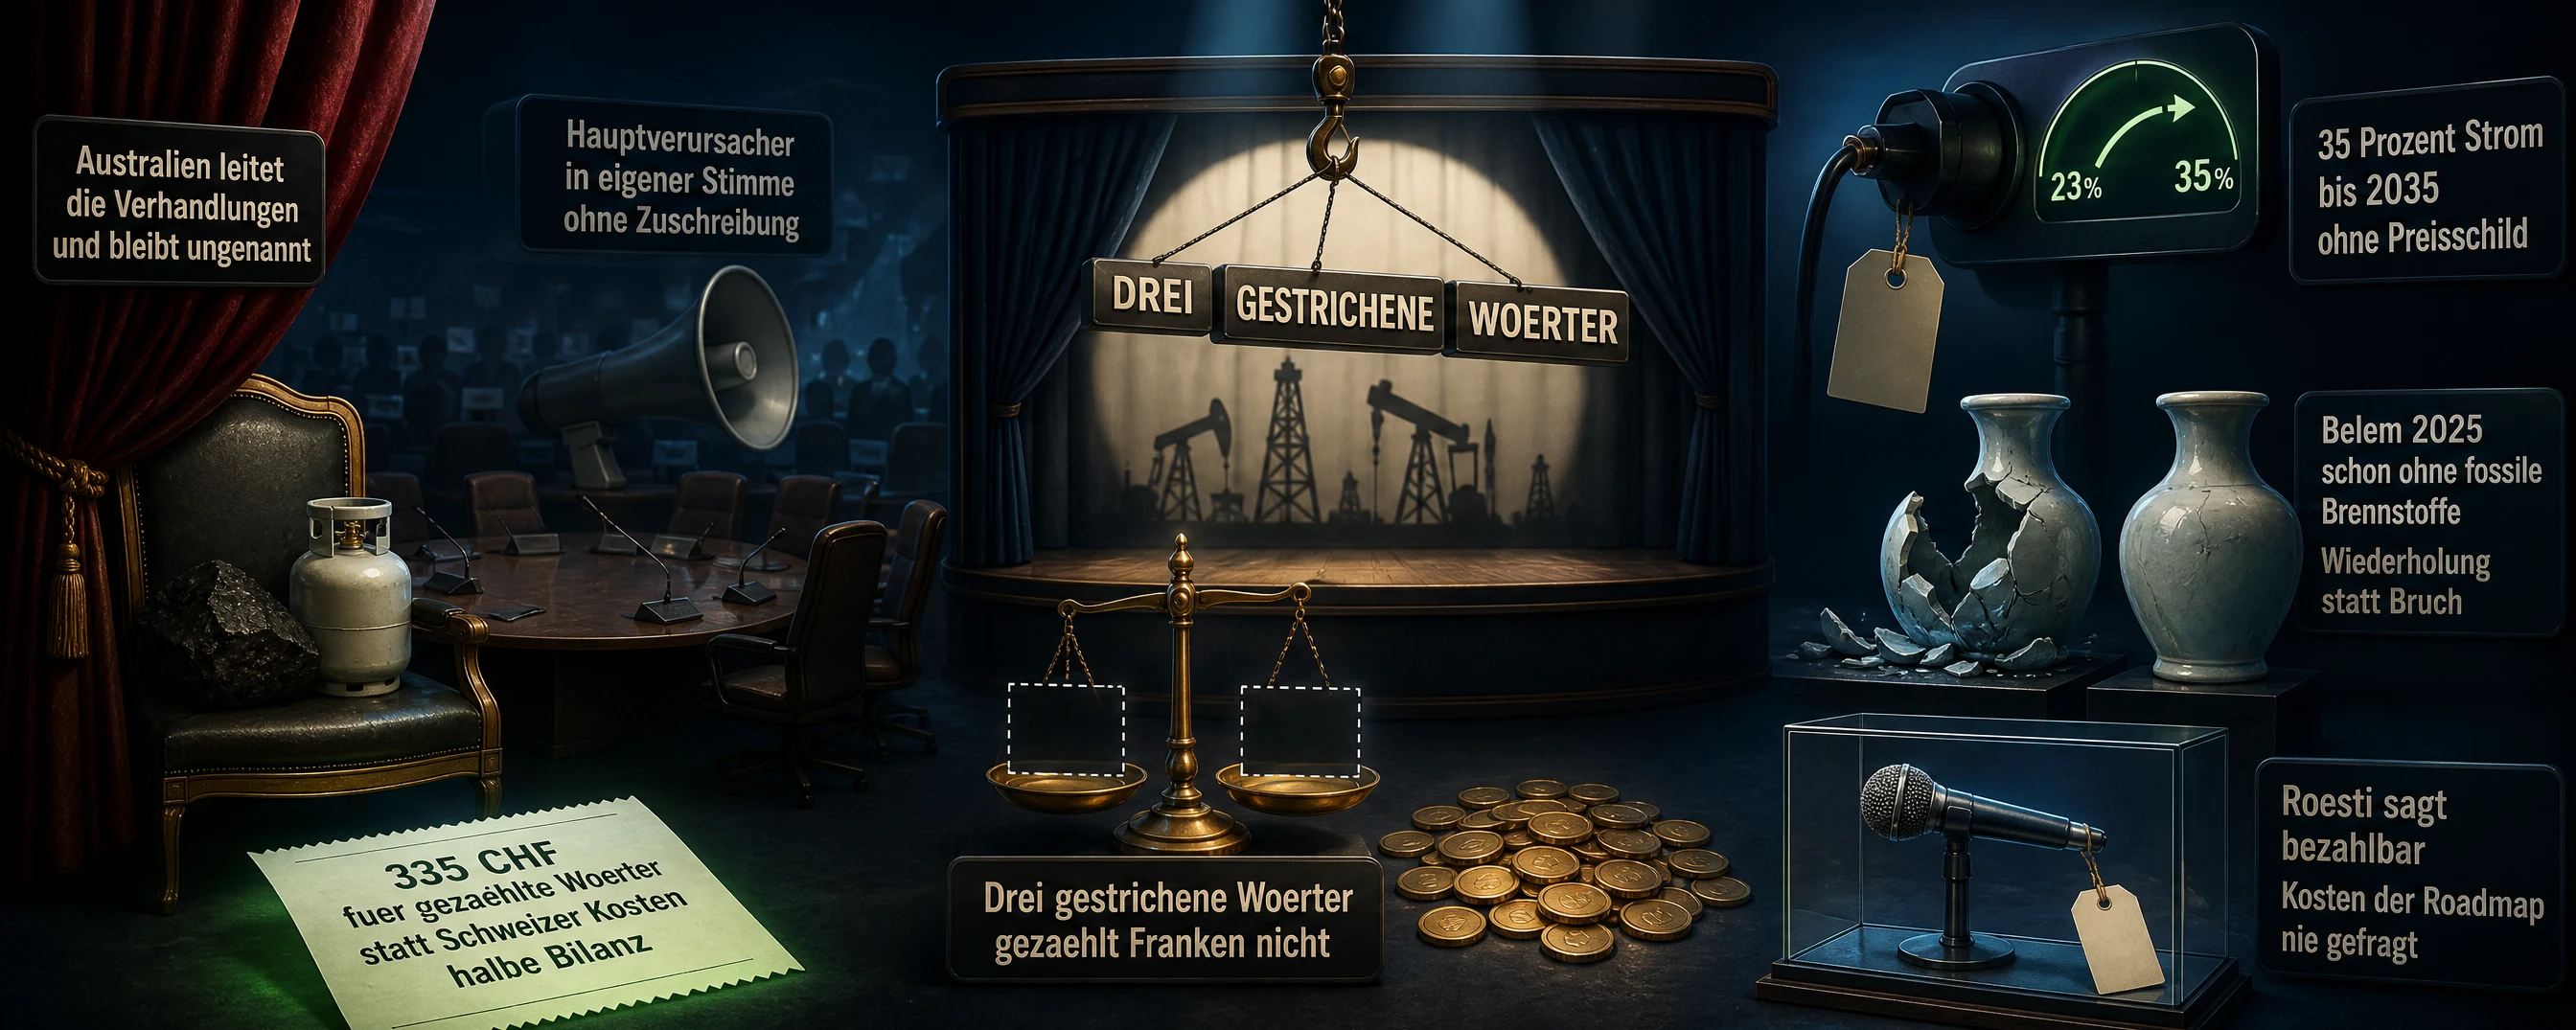 Australien leitet
die Verhandlungen
und bleibt ungenannt
Hauptverursacher
in eigener Stimme
ohne Zuschreibung
DREI GESTRICHENE WOERTER
23% 35%
35 Prozent Strom
bis 2035
ohne Preisschild
Belem 2025
schon ohne fossile
Brennstoffe
Wiederholung
statt Bruch
335 CHF
fuer gezaehlte Woerter
statt Schweizer Kosten
halbe Bilanz
Drei gestrichene Woerter
gezaehlt Franken nicht
Roesti sagt
bezahlbar
Kosten der Roadmap
nie gefragt